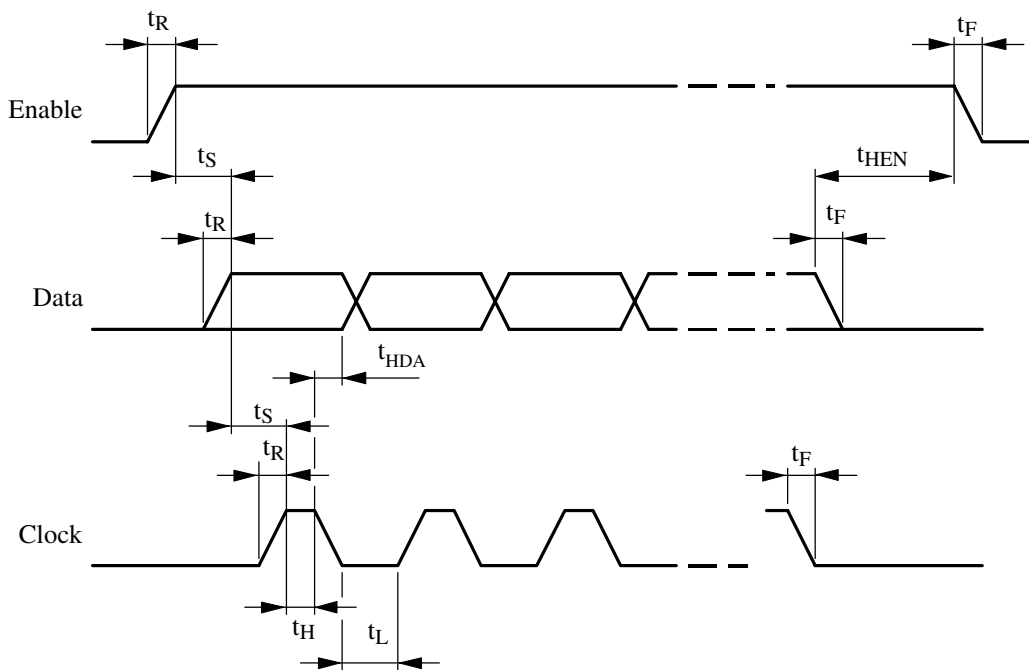 tR
tF
Enable
tS
tHEN
tR
tF
Data
tHDA
tS
tR
tF
Clock
tH
tL